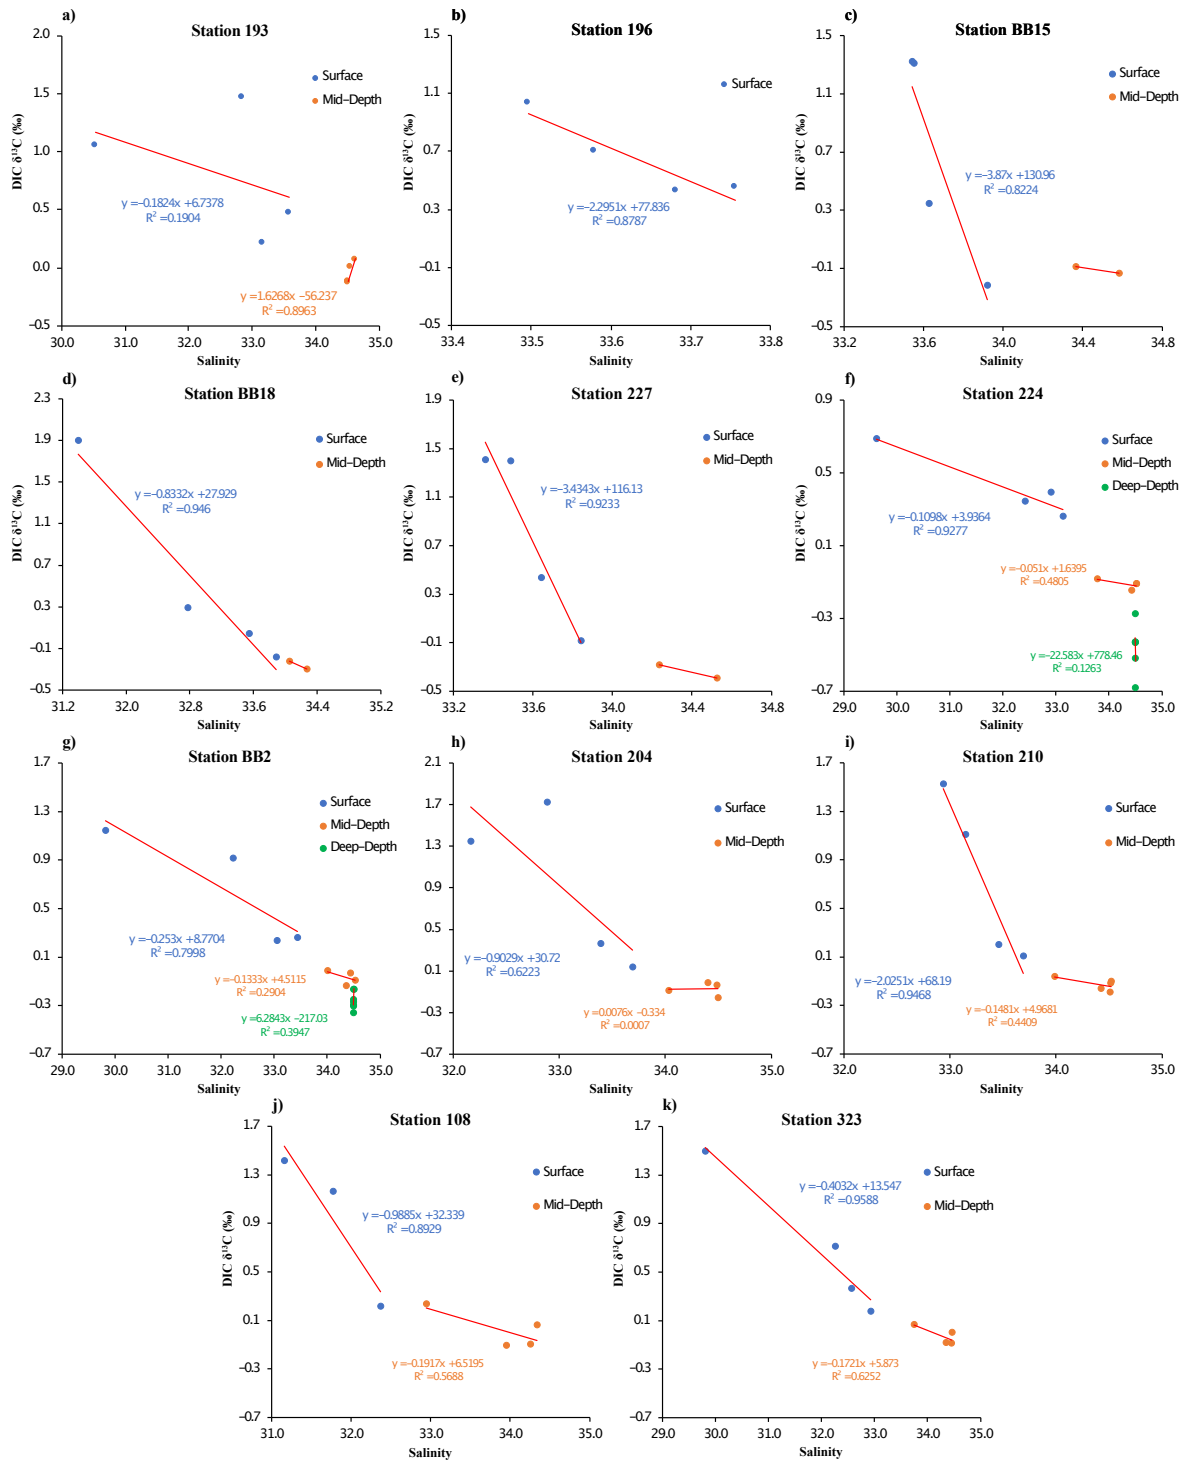 a)
Station 193
2.0
1.5
1.0
0.5
0.0
−0.5
DIC δ¹³C (‰)
Surface
Mid−Depth
y =−0.1824x +6.7378
R² =0.1904
y =1.6268x −56.237
R² =0.8963
30.0 31.0 32.0 33.0 34.0 35.0
Salinity
b)
Station 196
1.5
1.1
0.7
0.3
−0.1
−0.5
DIC δ¹³C (‰)
Surface
y =−2.2951x +77.836
R² =0.8787
33.4 33.5 33.6 33.7 33.8
Salinity
c)
Station BB15
1.5
1.1
0.7
0.3
−0.1
−0.5
DIC δ¹³C (‰)
Surface
Mid−Depth
y =−3.87x +130.96
R² =0.8224
33.2 33.6 34.0 34.4 34.8
Salinity
d)
Station BB18
2.3
1.9
1.5
1.1
0.7
0.3
−0.1
−0.5
DIC δ¹³C (‰)
Surface
Mid−Depth
y =−0.8332x +27.929
R² =0.946
31.2 32.0 32.8 33.6 34.4 35.2
Salinity
e)
Station 227
1.9
1.5
1.1
0.7
0.3
−0.1
−0.5
DIC δ¹³C (‰)
Surface
Mid−Depth
y =−3.4343x +116.13
R² =0.9233
33.2 33.6 34.0 34.4 34.8
Salinity
f)
Station 224
0.9
0.5
0.1
−0.3
−0.7
DIC δ¹³C (‰)
Surface
Mid−Depth
Deep−Depth
y =−0.1098x +3.9364
R² =0.9277
y =−0.051x +1.6395
R² =0.4805
y =−22.583x +778.46
R² =0.1263
29.0 30.0 31.0 32.0 33.0 34.0 35.0
Salinity
g)
Station BB2
1.7
1.3
0.9
0.5
0.1
−0.3
−0.7
DIC δ¹³C (‰)
Surface
Mid−Depth
Deep−Depth
y =−0.253x +8.7704
R² =0.7998
y =−0.1333x +4.5115
R² =0.2904
y =6.2843x −217.03
R² =0.3947
29.0 30.0 31.0 32.0 33.0 34.0 35.0
Salinity
h)
Station 204
2.1
1.7
1.3
0.9
0.5
0.1
−0.3
−0.7
DIC δ¹³C (‰)
Surface
Mid−Depth
y =−0.9029x +30.72
R² =0.6223
y =0.0076x −0.334
R² =0.0007
32.0 33.0 34.0 35.0
Salinity
i)
Station 210
1.7
1.3
0.9
0.5
0.1
−0.3
−0.7
DIC δ¹³C (‰)
Surface
Mid−Depth
y =−2.0251x +68.19
R² =0.9468
y =−0.1481x +4.9681
R² =0.4409
32.0 33.0 34.0 35.0
Salinity
j)
Station 108
1.7
1.3
0.9
0.5
0.1
−0.3
−0.7
DIC δ¹³C (‰)
Surface
Mid−Depth
y =−0.9885x +32.339
R² =0.8929
y =−0.1917x +6.5195
R² =0.5688
31.0 32.0 33.0 34.0 35.0
Salinity
k)
Station 323
1.7
1.3
0.9
0.5
0.1
−0.3
−0.7
DIC δ¹³C (‰)
Surface
Mid−Depth
y =−0.4032x +13.547
R² =0.9588
y =−0.1721x +5.873
R² =0.6252
29.0 30.0 31.0 32.0 33.0 34.0 35.0
Salinity